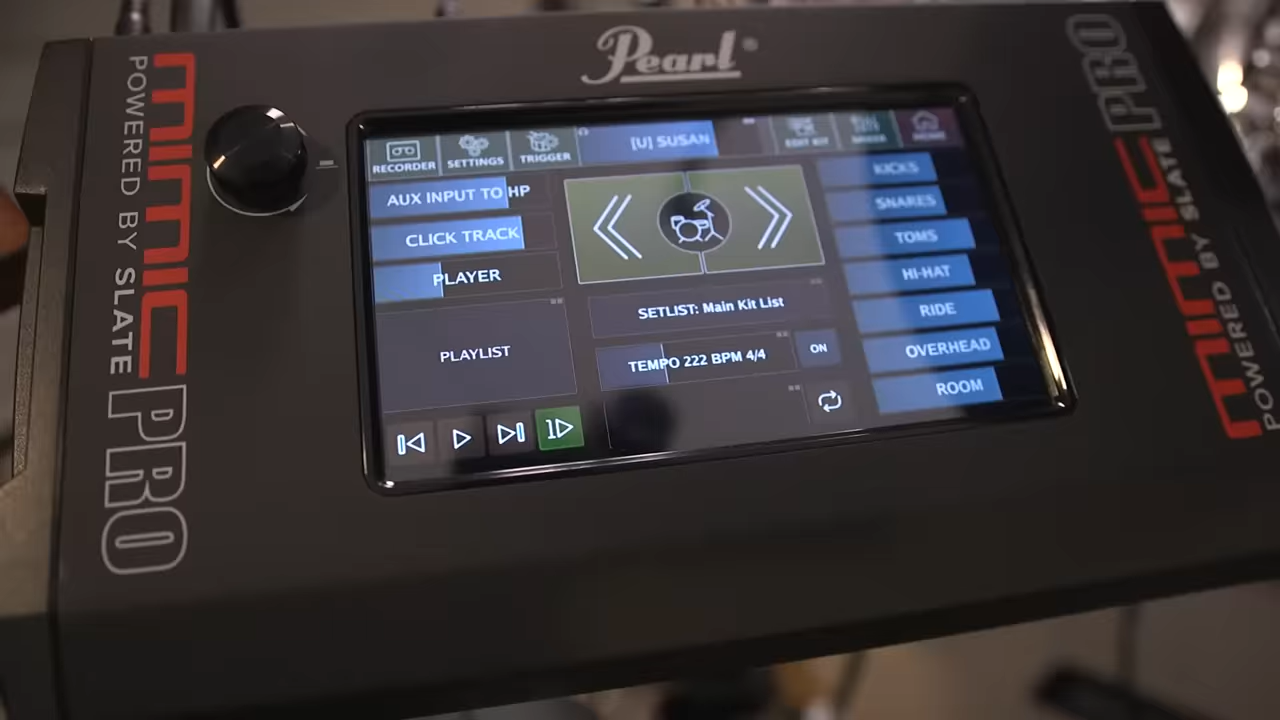 Pearl
MIMIC PRO
POWERED BY SLATE
MIMIC PRO
POWERED BY SLATE
RECORDER
SETTINGS
TRIGGER
[U] SUSAN
EDIT KIT
AUX INPUT TO HP
CLICK TRACK
PLAYER
PLAYLIST
SETLIST: Main Kit List
TEMPO 222 BPM 4/4
ON
1
KICKS
SNARES
TOMS
HI-HAT
RIDE
OVERHEAD
ROOM